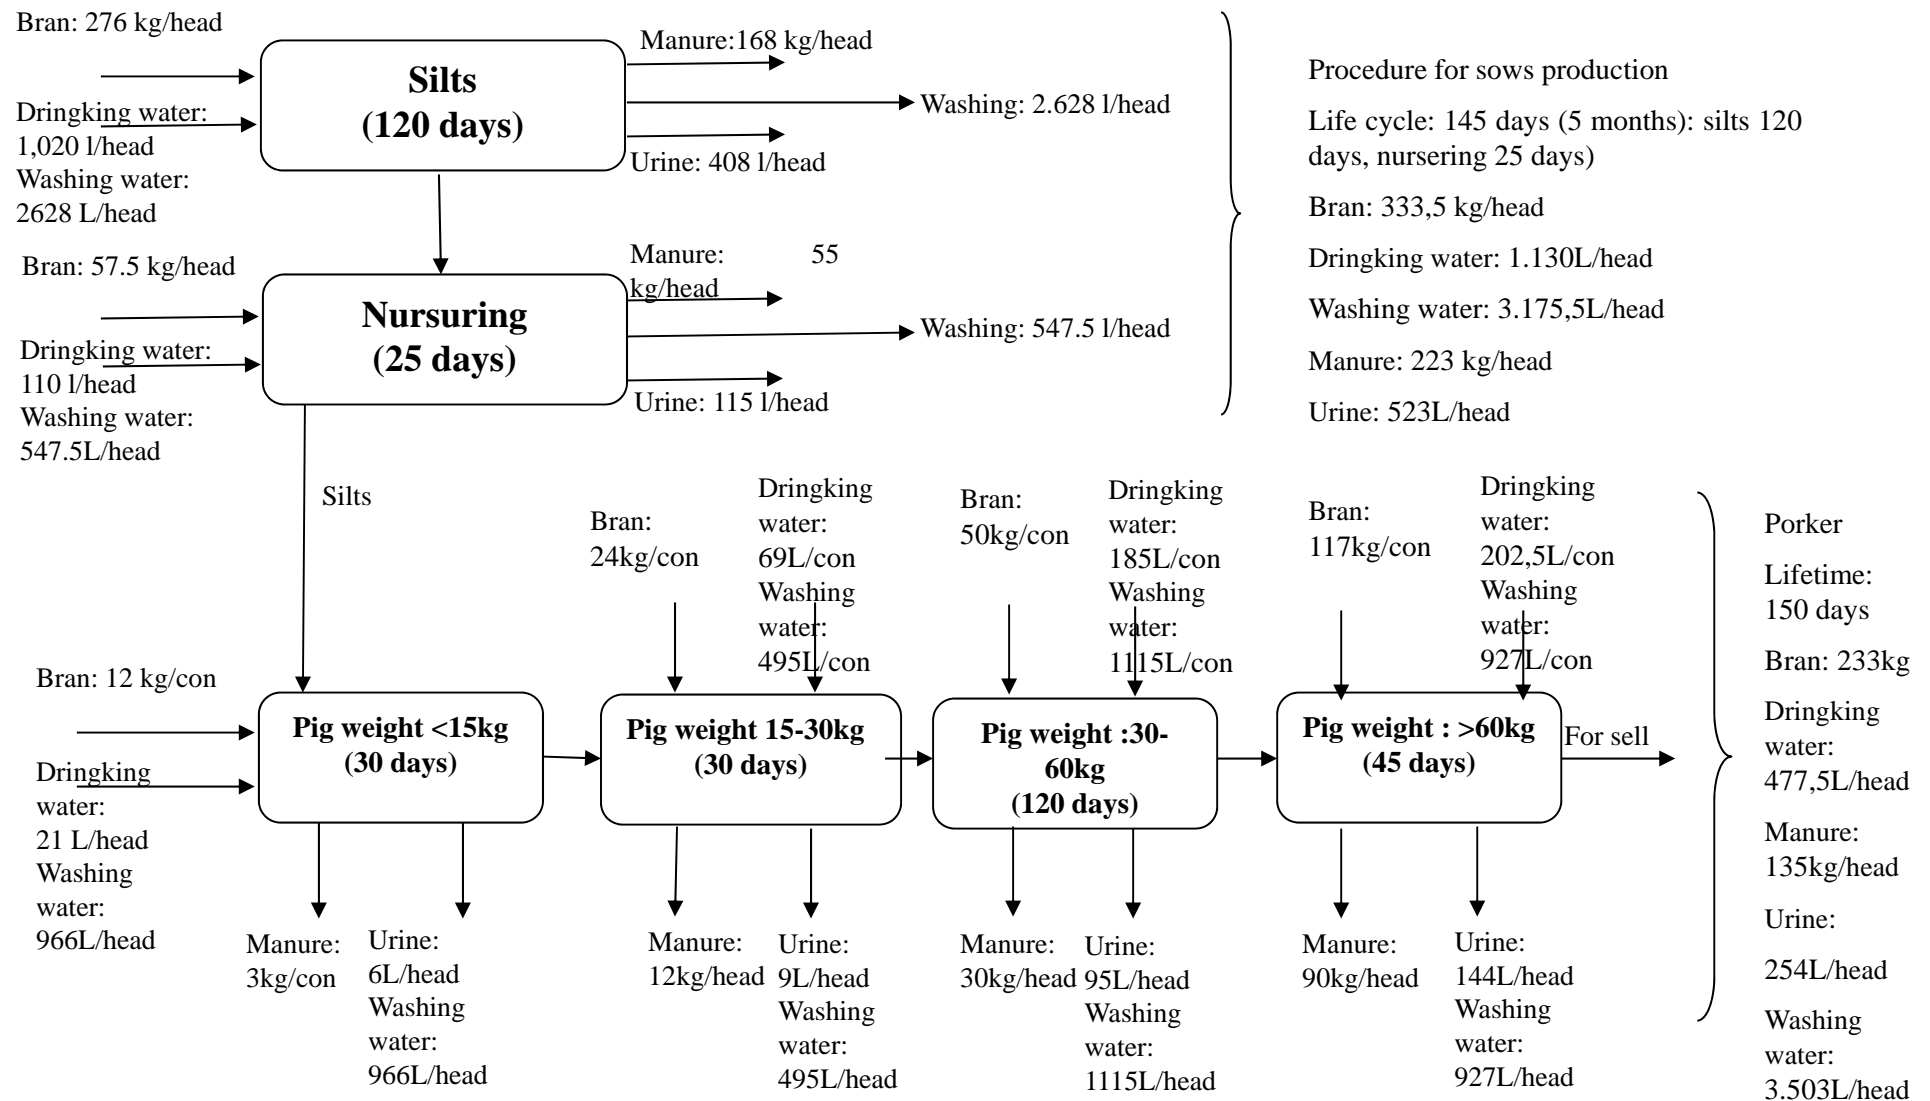 Bran: 276 kg/head
Dringking water:
1,020 l/head
Washing water:
2628 L/head
Silts
(120 days)
Manure:168 kg/head
Washing: 2.628 l/head
Urine: 408 l/head
Bran: 57.5 kg/head
Dringking water:
110 l/head
Washing water:
547.5L/head
Nursuring
(25 days)
Manure: 55
kg/head
Washing: 547.5 l/head
Urine: 115 l/head
Procedure for sows production
Life cycle: 145 days (5 months): silts 120
days, nursering 25 days)
Bran: 333,5 kg/head
Dringking water: 1.130L/head
Washing water: 3.175,5L/head
Manure: 223 kg/head
Urine: 523L/head
Silts
Bran: 12 kg/con
Dringking
water:
21 L/head
Washing
water:
966L/head
Pig weight <15kg
(30 days)
Manure:
3kg/con
Urine:
6L/head
Washing
water:
966L/head
Bran:
24kg/con
Dringking
water:
69L/con
Washing
water:
495L/con
Pig weight 15-30kg
(30 days)
Manure:
12kg/head
Urine:
9L/head
Washing
water:
495L/head
Bran:
50kg/con
Dringking
water:
185L/con
Washing
water:
1115L/con
Pig weight :30-
60kg
(120 days)
Manure:
30kg/head
Urine:
95L/head
Washing
water:
1115L/head
Bran:
117kg/con
Dringking
water:
202,5L/con
Washing
water:
927L/con
Pig weight : >60kg
(45 days)
For sell
Manure:
90kg/head
Urine:
144L/head
Washing
water:
927L/head
Porker
Lifetime:
150 days
Bran: 233kg
Dringking
water:
477,5L/head
Manure:
135kg/head
Urine:
254L/head
Washing
water:
3.503L/head